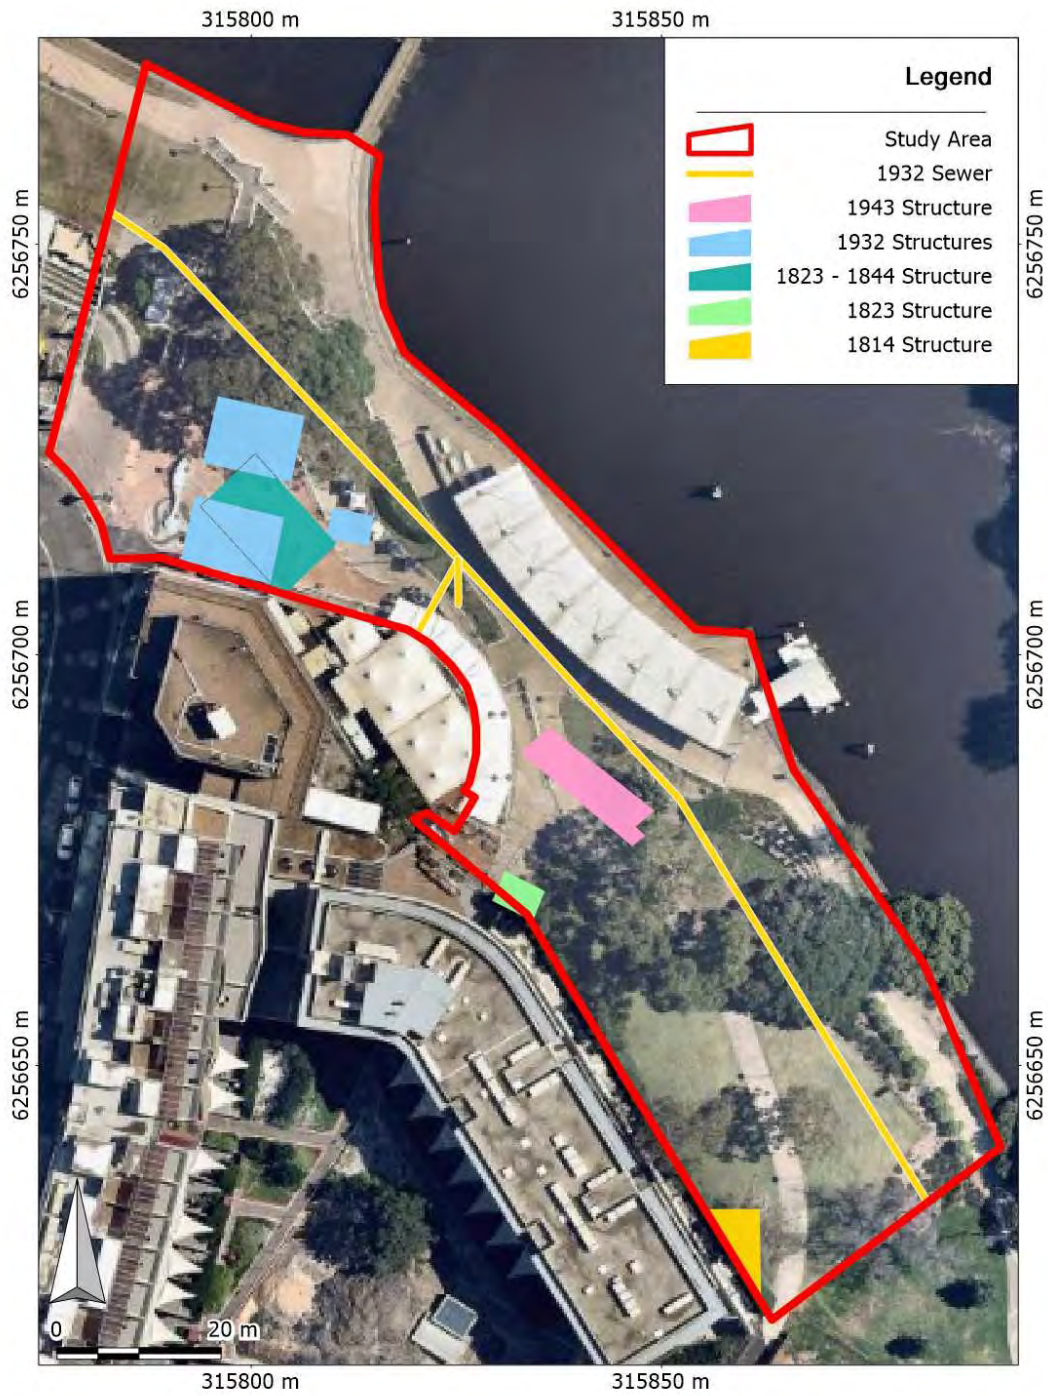 315800 m
315850 m
Legend
Study Area
1932 Sewer
1943 Structure
1932 Structures
1823 - 1844 Structure
1823 Structure
1814 Structure
6256750 m
6256750 m
6256700 m
6256700 m
6256650 m
6256650 m
0
20 m
315800 m
315850 m